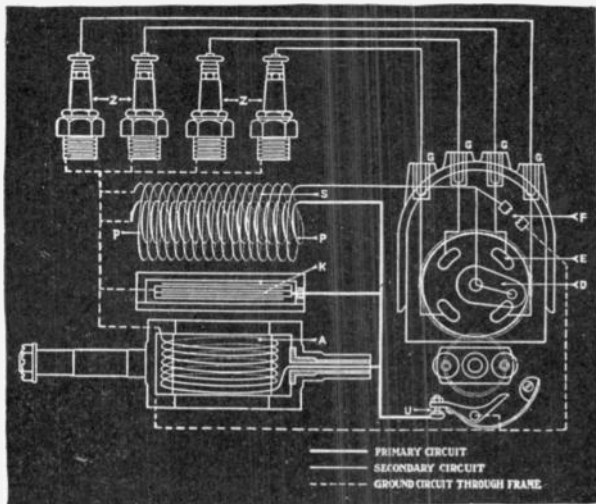 Z Z
G G G G
S
F
P P
E
K
D
A
U
PRIMARY CIRCUIT
SECONDARY CIRCUIT
GROUND CIRCUIT THROUGH FRAME